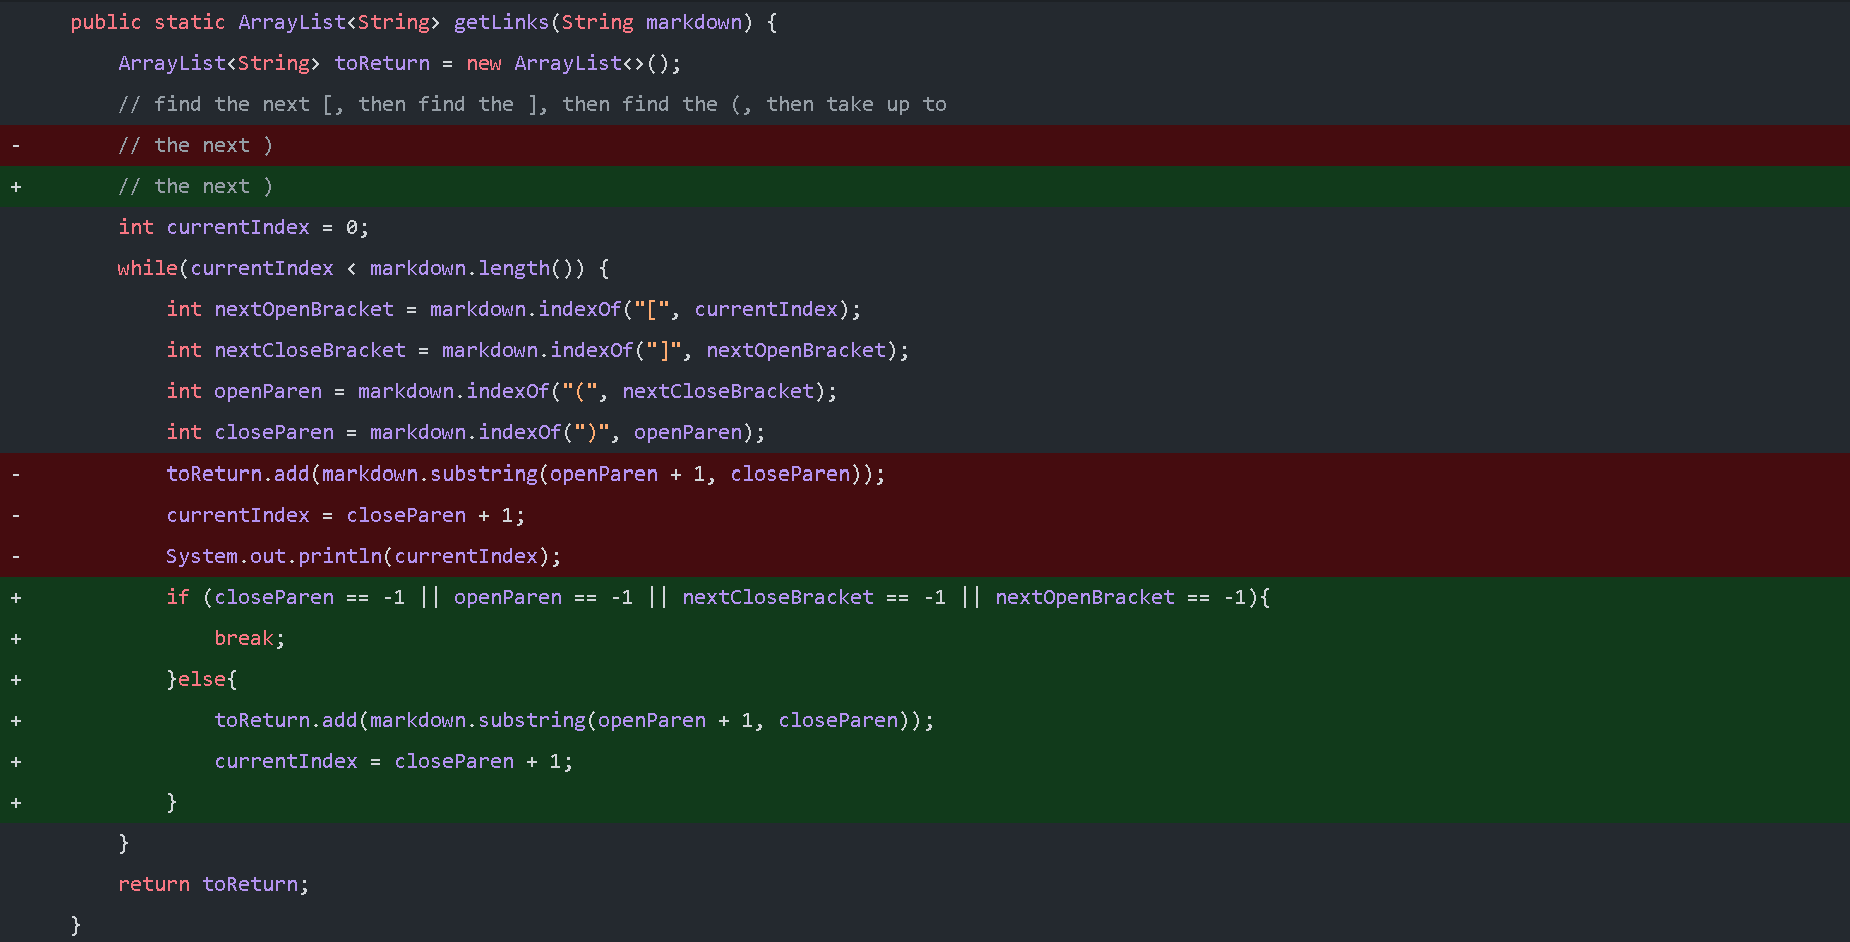 public static ArrayList<String> getLinks(String markdown) {
ArrayList<String> toReturn = new ArrayList<>();
// find the next [, then find the ], then find the (, then take up to
- // the next )
+ // the next )
int currentIndex = 0;
while(currentIndex < markdown.length()) {
int nextOpenBracket = markdown.indexOf("[", currentIndex);
int nextCloseBracket = markdown.indexOf("]", nextOpenBracket);
int openParen = markdown.indexOf("(", nextCloseBracket);
int closeParen = markdown.indexOf(")", openParen);
- toReturn.add(markdown.substring(openParen + 1, closeParen));
- currentIndex = closeParen + 1;
- System.out.println(currentIndex);
+ if (closeParen == -1 || openParen == -1 || nextCloseBracket == -1 || nextOpenBracket == -1){
+ break;
+ }else{
+ toReturn.add(markdown.substring(openParen + 1, closeParen));
+ currentIndex = closeParen + 1;
+ }
}
return toReturn;
}